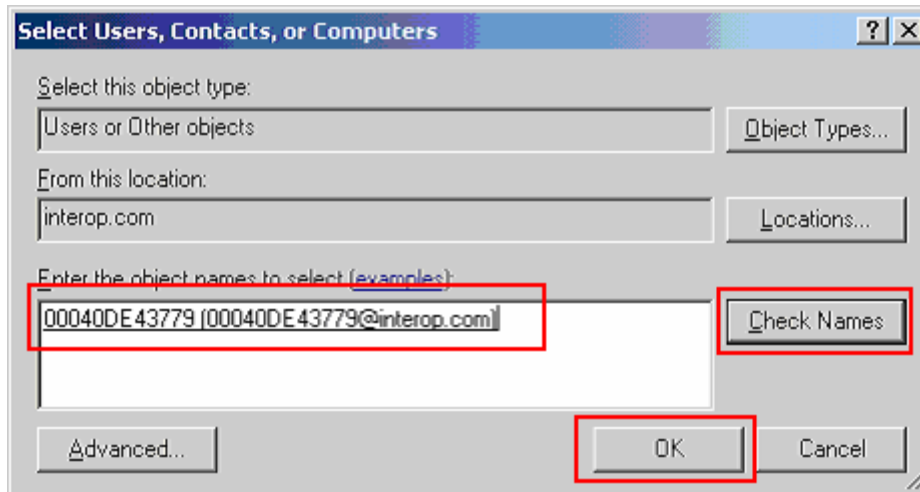 Select Users, Contacts, or Computers
Select this object type:
Users or Other objects
Object Types...
From this location:
interop.com
Locations...
Enter the object names to select (examples):
00040DE43779 (00040DE43779@interop.com)
Check Names
Advanced...
OK
Cancel